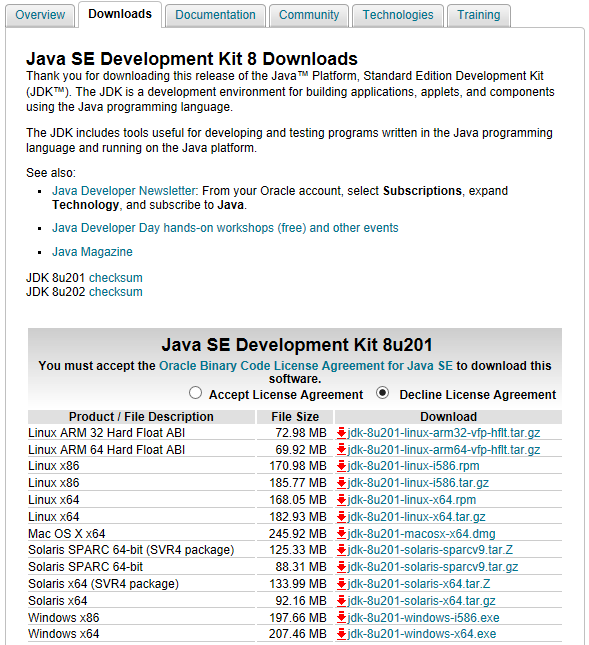 Overview Downloads Documentation Community Technologies Training
Java SE Development Kit 8 Downloads
Thank you for downloading this release of the Java™ Platform, Standard Edition Development Kit
(JDK™). The JDK is a development environment for building applications, applets, and components
using the Java programming language.
The JDK includes tools useful for developing and testing programs written in the Java programming
language and running on the Java platform.
See also:
Java Developer Newsletter: From your Oracle account, select Subscriptions, expand
Technology, and subscribe to Java.
Java Developer Day hands-on workshops (free) and other events
Java Magazine
JDK 8u201 checksum
JDK 8u202 checksum
Java SE Development Kit 8u201
You must accept the Oracle Binary Code License Agreement for Java SE to download this
software.
Accept License Agreement Decline License Agreement
Product / File Description File Size Download
Linux ARM 32 Hard Float ABI 72.98 MB jdk-8u201-linux-arm32-vfp-hflt.tar.gz
Linux ARM 64 Hard Float ABI 69.92 MB jdk-8u201-linux-arm64-vfp-hflt.tar.gz
Linux x86 170.98 MB jdk-8u201-linux-i586.rpm
Linux x86 185.77 MB jdk-8u201-linux-i586.tar.gz
Linux x64 168.05 MB jdk-8u201-linux-x64.rpm
Linux x64 182.93 MB jdk-8u201-linux-x64.tar.gz
Mac OS X x64 245.92 MB jdk-8u201-macosx-x64.dmg
Solaris SPARC 64-bit (SVR4 package) 125.33 MB jdk-8u201-solaris-sparcv9.tar.Z
Solaris SPARC 64-bit 88.31 MB jdk-8u201-solaris-sparcv9.tar.gz
Solaris x64 (SVR4 package) 133.99 MB jdk-8u201-solaris-x64.tar.Z
Solaris x64 92.16 MB jdk-8u201-solaris-x64.tar.gz
Windows x86 197.66 MB jdk-8u201-windows-i586.exe
Windows x64 207.46 MB jdk-8u201-windows-x64.exe